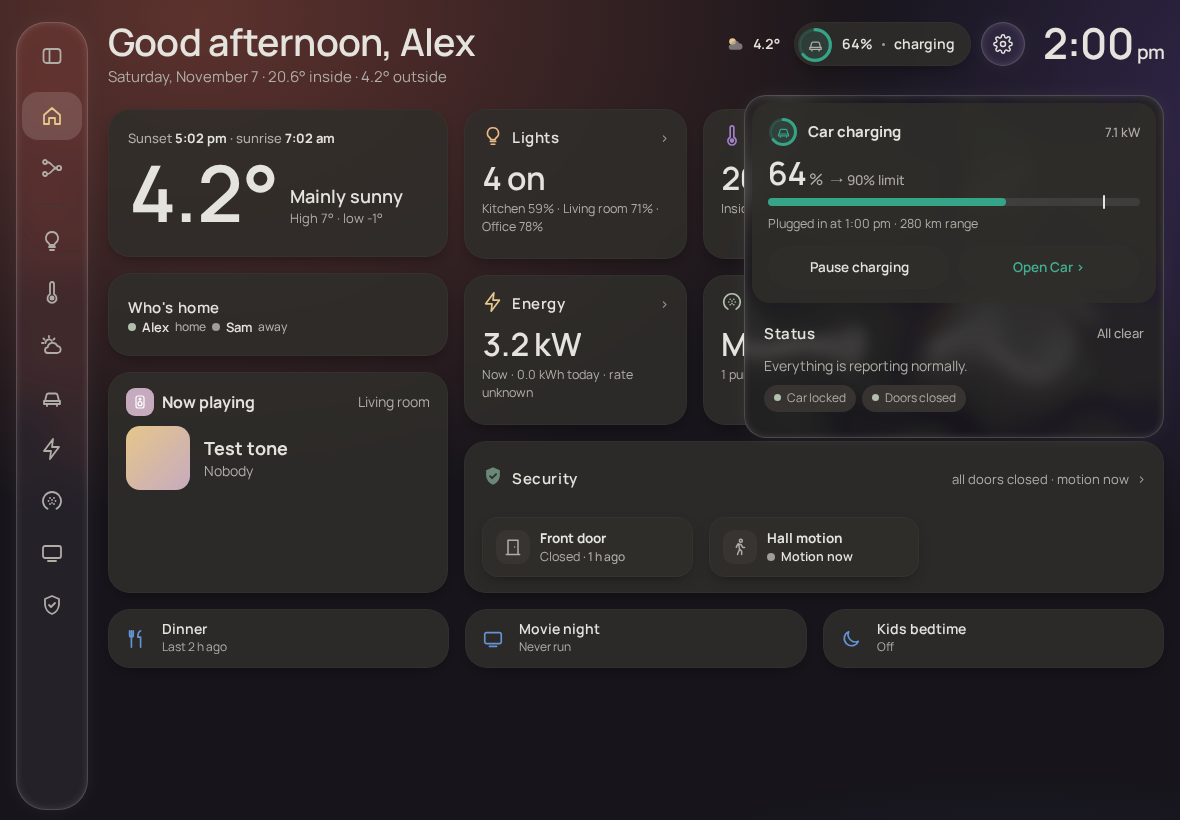 Good afternoon, Alex
Saturday, November 7 · 20.6° inside · 4.2° outside
4.2°
64% • charging
2:00 pm
Sunset 5:02 pm · sunrise 7:02 am
4.2°
Mainly sunny
High 7° · low -1°
Lights
4 on
Kitchen 59% · Living room 71% ·
Office 78%
Car charging
7.1 kW
64 % → 90% limit
Plugged in at 1:00 pm · 280 km range
Pause charging
Open Car ›
Status
All clear
Everything is reporting normally.
Car locked
Doors closed
Who's home
Alex home Sam away
Energy
3.2 kW
Now · 0.0 kWh today · rate
unknown
Now playing
Living room
Test tone
Nobody
Security
all doors closed · motion now
Front door
Closed · 1 h ago
Hall motion
Motion now
Dinner
Last 2 h ago
Movie night
Never run
Kids bedtime
Off